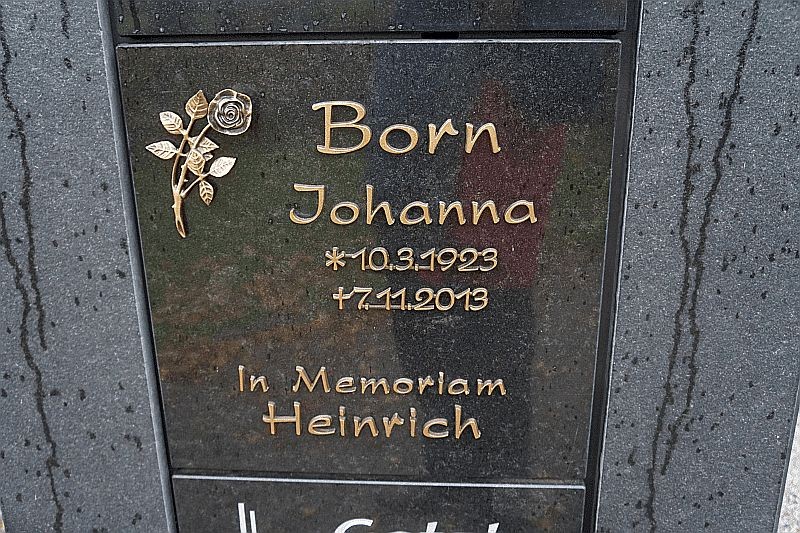 Born
Johanna
*10.3.1923
†7.11.2013
In Memoriam
Heinrich